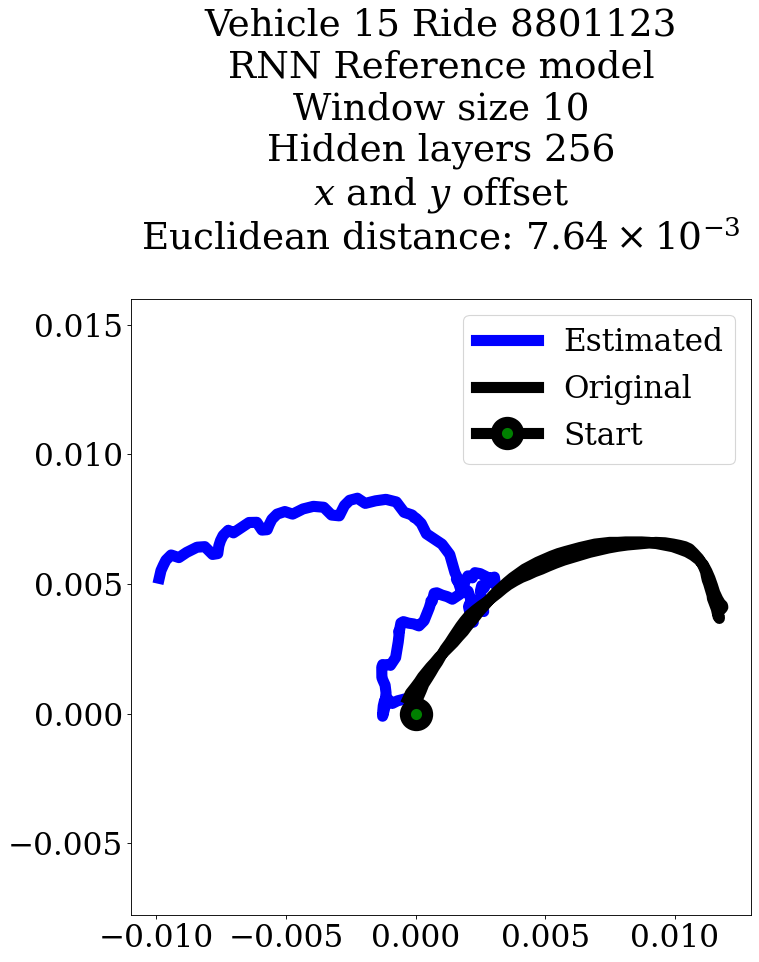 Vehicle 15 Ride 8801123
RNN Reference model
Window size 10
Hidden layers 256
x and y offset
Euclidean distance: 7.64 × 10⁻³
Estimated
Original
Start
0.015
0.010
0.005
0.000
−0.005
−0.010 −0.005 0.000 0.005 0.010